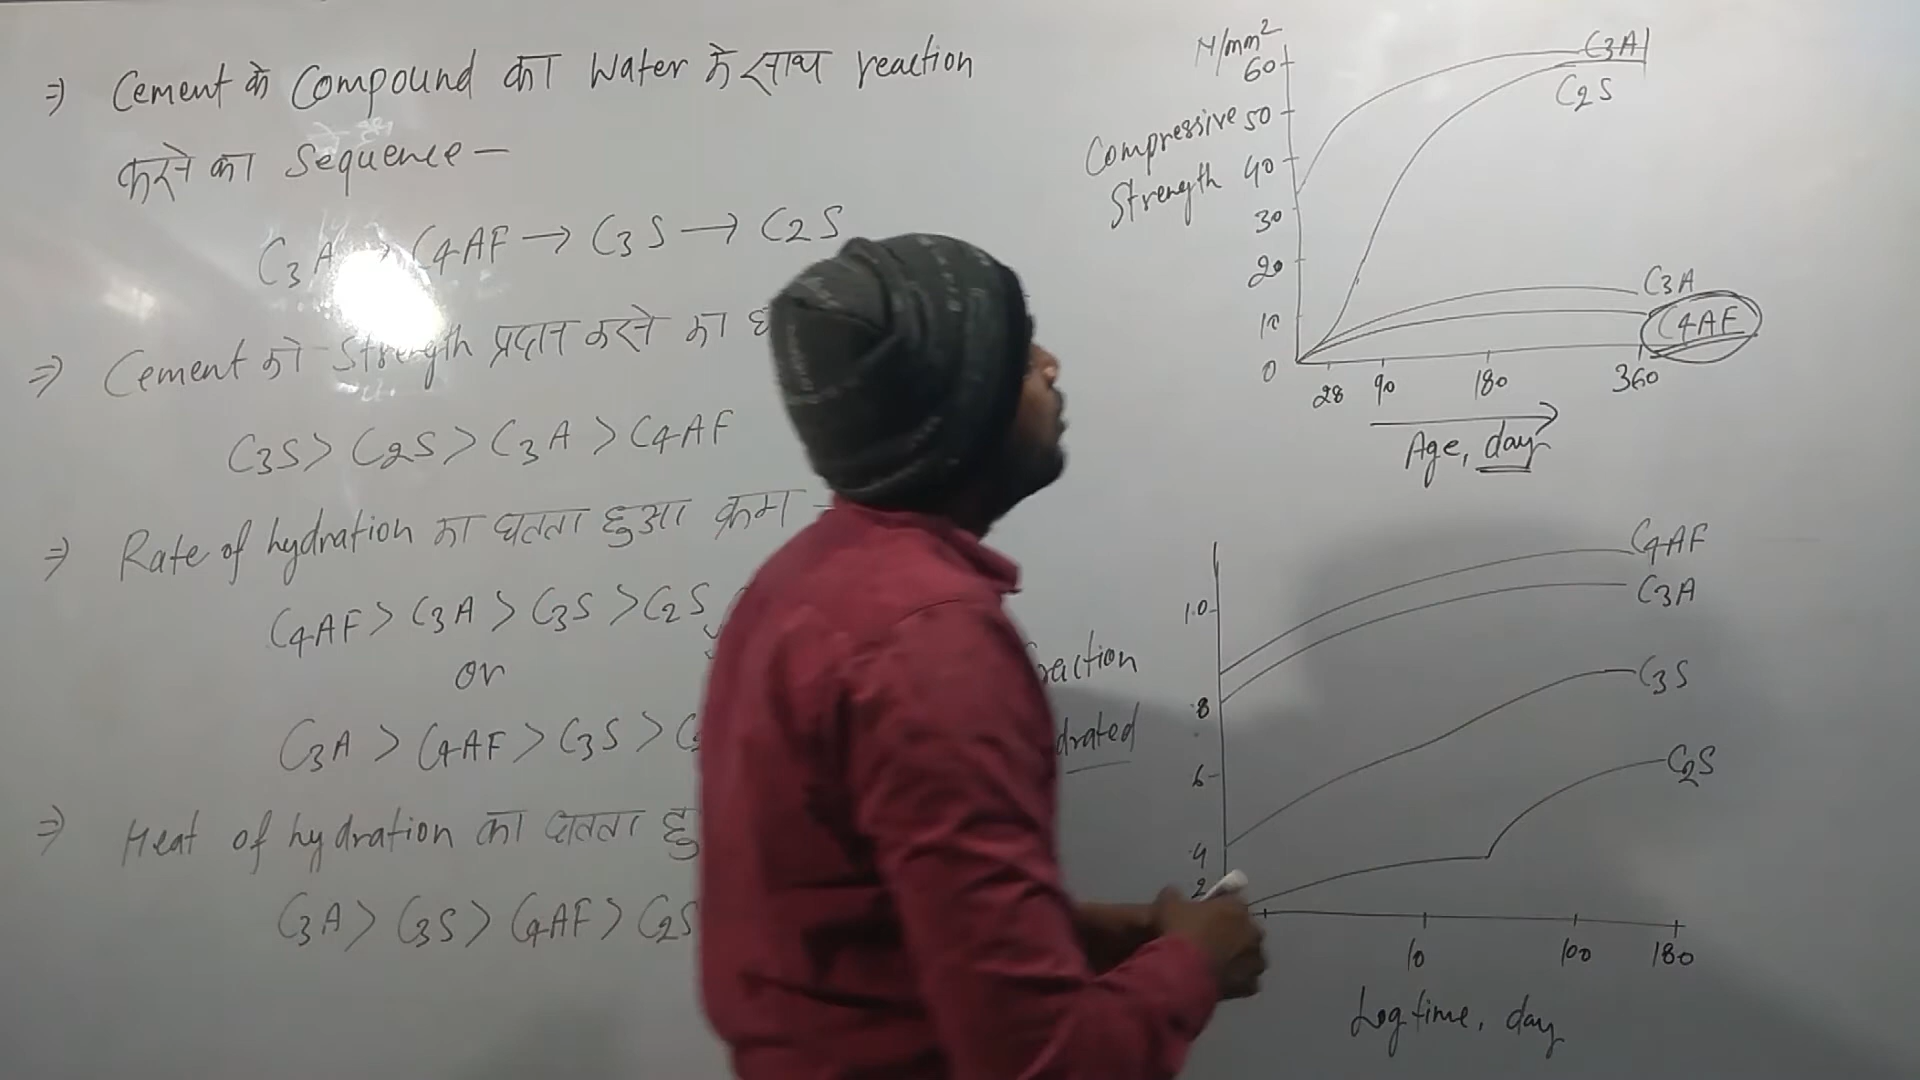 ⇒ Cement के Compound का Water के साथ reaction
करने का Sequence —
C3A → C4AF → C3S → C2S
⇒ Cement को Strength प्रदान करने का
C3S > C2S > C3A > C4AF
⇒ Rate of hydration का घतता हुआ क्रम -
C4AF > C3A > C3S > C2S
or
C3A > C4AF > C3S >
⇒ Heat of hydration का घतता
C3A > C3S > C4AF > C2S
N/mm2
60
50
40
30
20
10
0
Compressive
Strength
C3A
C2S
C3A
C4AF
28 90 180 360
Age, day
1.0
.8
.6
.4
.2
C4AF
C3A
C3S
C2S
10 100 180
Log time, day